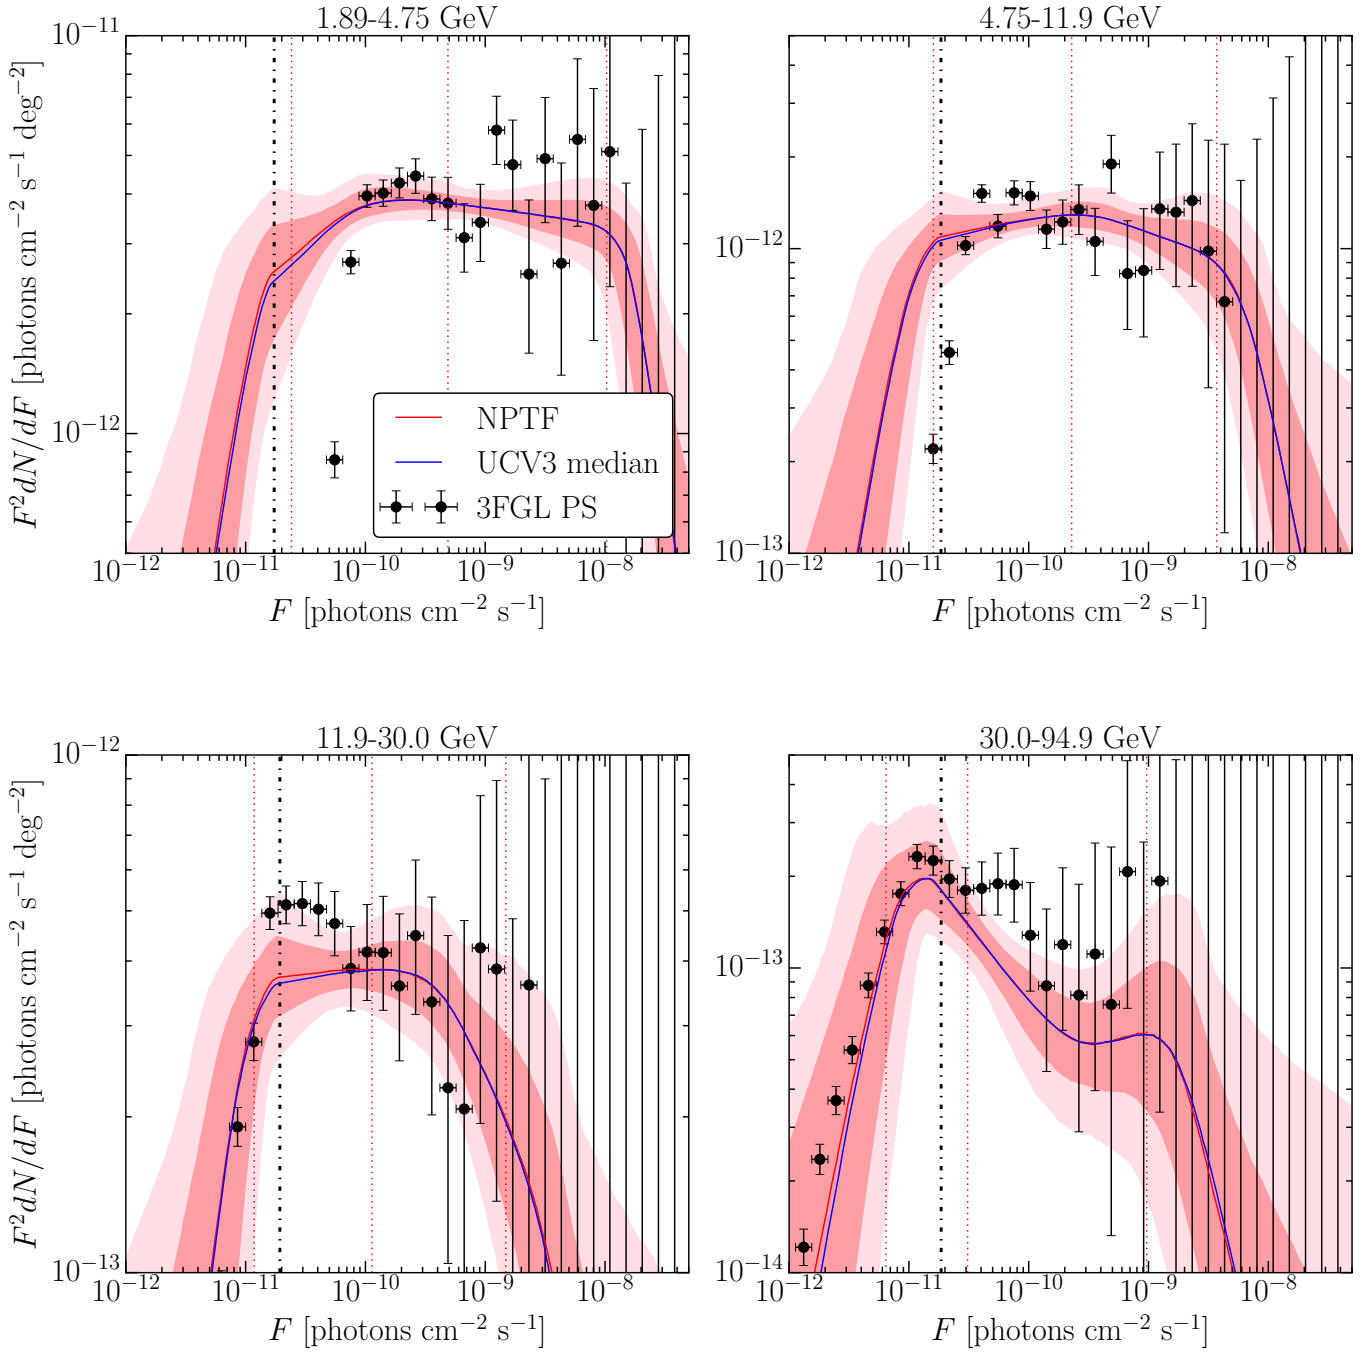 1.89-4.75 GeV
4.75-11.9 GeV
10⁻¹¹
10⁻¹²
F²dN/dF [photons cm⁻² s⁻¹ deg⁻²]
NPTF
UCV3 median
3FGL PS
10⁻¹² 10⁻¹¹ 10⁻¹⁰ 10⁻⁹ 10⁻⁸
F [photons cm⁻² s⁻¹]
10⁻¹²
10⁻¹³
10⁻¹² 10⁻¹¹ 10⁻¹⁰ 10⁻⁹ 10⁻⁸
F [photons cm⁻² s⁻¹]
11.9-30.0 GeV
30.0-94.9 GeV
10⁻¹²
10⁻¹³
F²dN/dF [photons cm⁻² s⁻¹ deg⁻²]
10⁻¹² 10⁻¹¹ 10⁻¹⁰ 10⁻⁹ 10⁻⁸
F [photons cm⁻² s⁻¹]
10⁻¹³
10⁻¹⁴
10⁻¹² 10⁻¹¹ 10⁻¹⁰ 10⁻⁹ 10⁻⁸
F [photons cm⁻² s⁻¹]